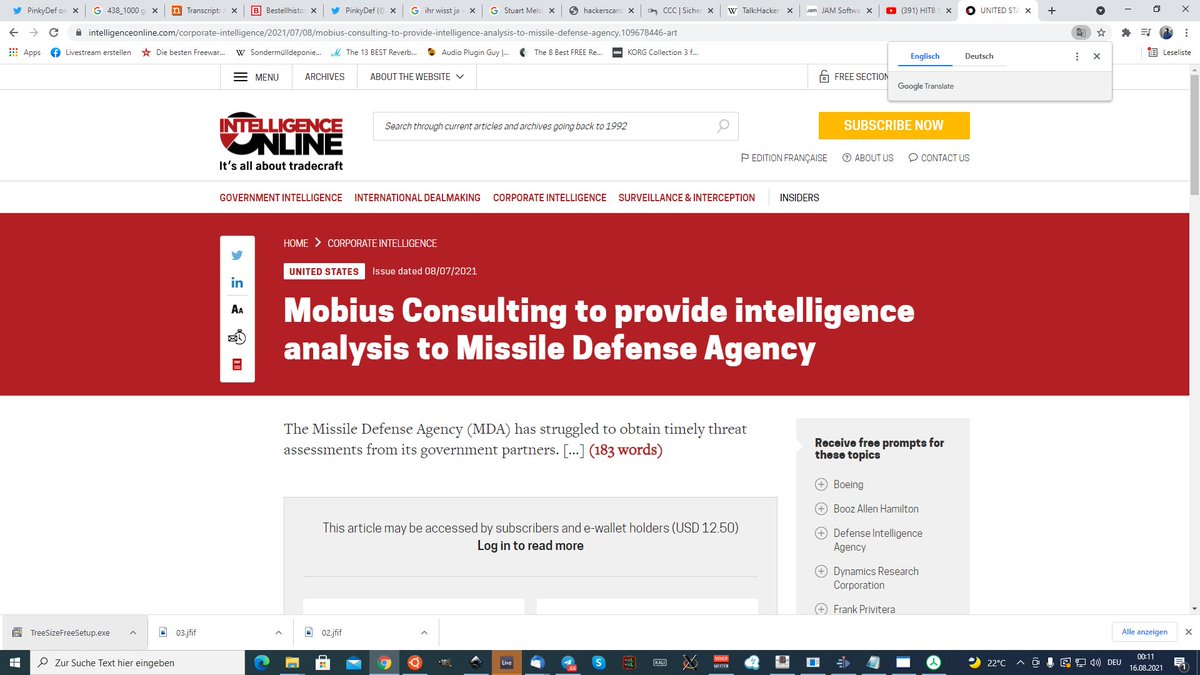 PinkyDef on
438_1000 g
Transcript:
Bestellhist
PinkyDef (
ihr wisst ja
Stuart Melo
hackerscar
CCC | Siche
Talk:Hacker
JAM Softwa
(391) HITB S
UNITED STA
intelligenceonline.com/corporate-intelligence/2021/07/08/mobius-consulting-to-provide-intelligence-analysis-to-missile-defense-agency,109678446-art
Apps
Livestream erstellen
Die besten Freewar...
Sondermülldeponie...
The 13 BEST Reverb...
Audio Plugin Guy |...
The 8 Best FREE Re...
KORG Collection 3 f...
Leseliste
Englisch
Deutsch
Google Translate
MENU
ARCHIVES
ABOUT THE WEBSITE
FREE SECTION
INTELLIGENCE
ONLINE
It's all about tradecraft
Search through current articles and archives going back to 1992
SUBSCRIBE NOW
EDITION FRANÇAISE
ABOUT US
CONTACT US
GOVERNMENT INTELLIGENCE
INTERNATIONAL DEALMAKING
CORPORATE INTELLIGENCE
SURVEILLANCE & INTERCEPTION
INSIDERS
HOME
CORPORATE INTELLIGENCE
UNITED STATES
Issue dated 08/07/2021
Mobius Consulting to provide intelligence
analysis to Missile Defense Agency
AA
PDF
The Missile Defense Agency (MDA) has struggled to obtain timely threat
assessments from its government partners. [...] (183 words)
This article may be accessed by subscribers and e-wallet holders (USD 12.50)
Log in to read more
Receive free prompts for
these topics
Boeing
Booz Allen Hamilton
Defense Intelligence
Agency
Dynamics Research
Corporation
Frank Privitera
TreeSizeFreeSetup.exe
03.jfif
02.jfif
Alle anzeigen
Zur Suche Text hier eingeben
Live
KALI
22°C
DEU
00:11
16.08.2021